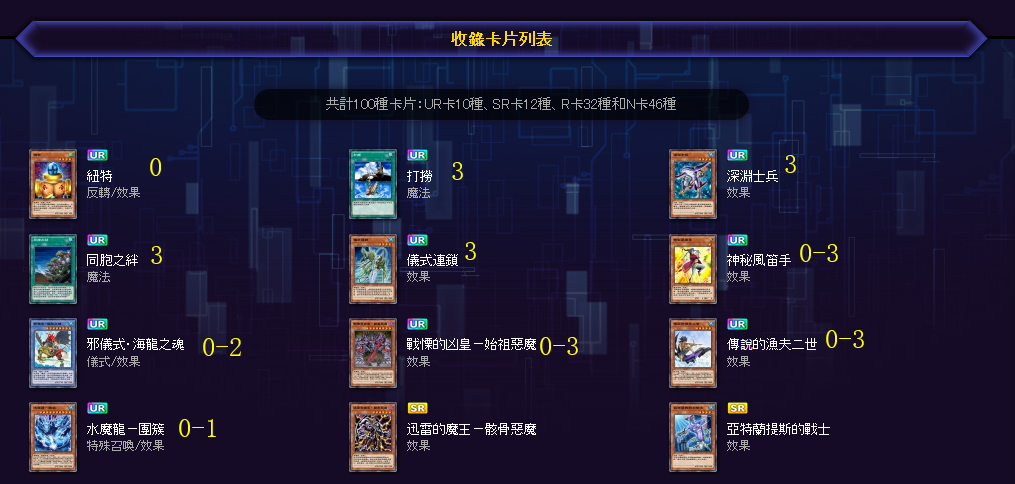 收錄卡片列表
共計100種卡片：UR卡10種、SR卡12種、R卡32種和N卡46種
UR
紐特 0
反轉/效果
UR
打撈 3
魔法
UR
深淵士兵 3
效果
UR
同胞之絆 3
魔法
UR
儀式連鎖 3
效果
UR
神秘風笛手 0-3
效果
UR
邪儀式·海龍之魂 0-2
儀式/效果
UR
戰慄的凶皇－始祖惡魔 0-3
效果
UR
傳說的漁夫二世 0-3
效果
UR
水魔龍－團簇 0-1
特殊召喚/效果
SR
迅雷的魔王－骸骨惡魔
效果
SR
亞特蘭提斯的戰士
效果